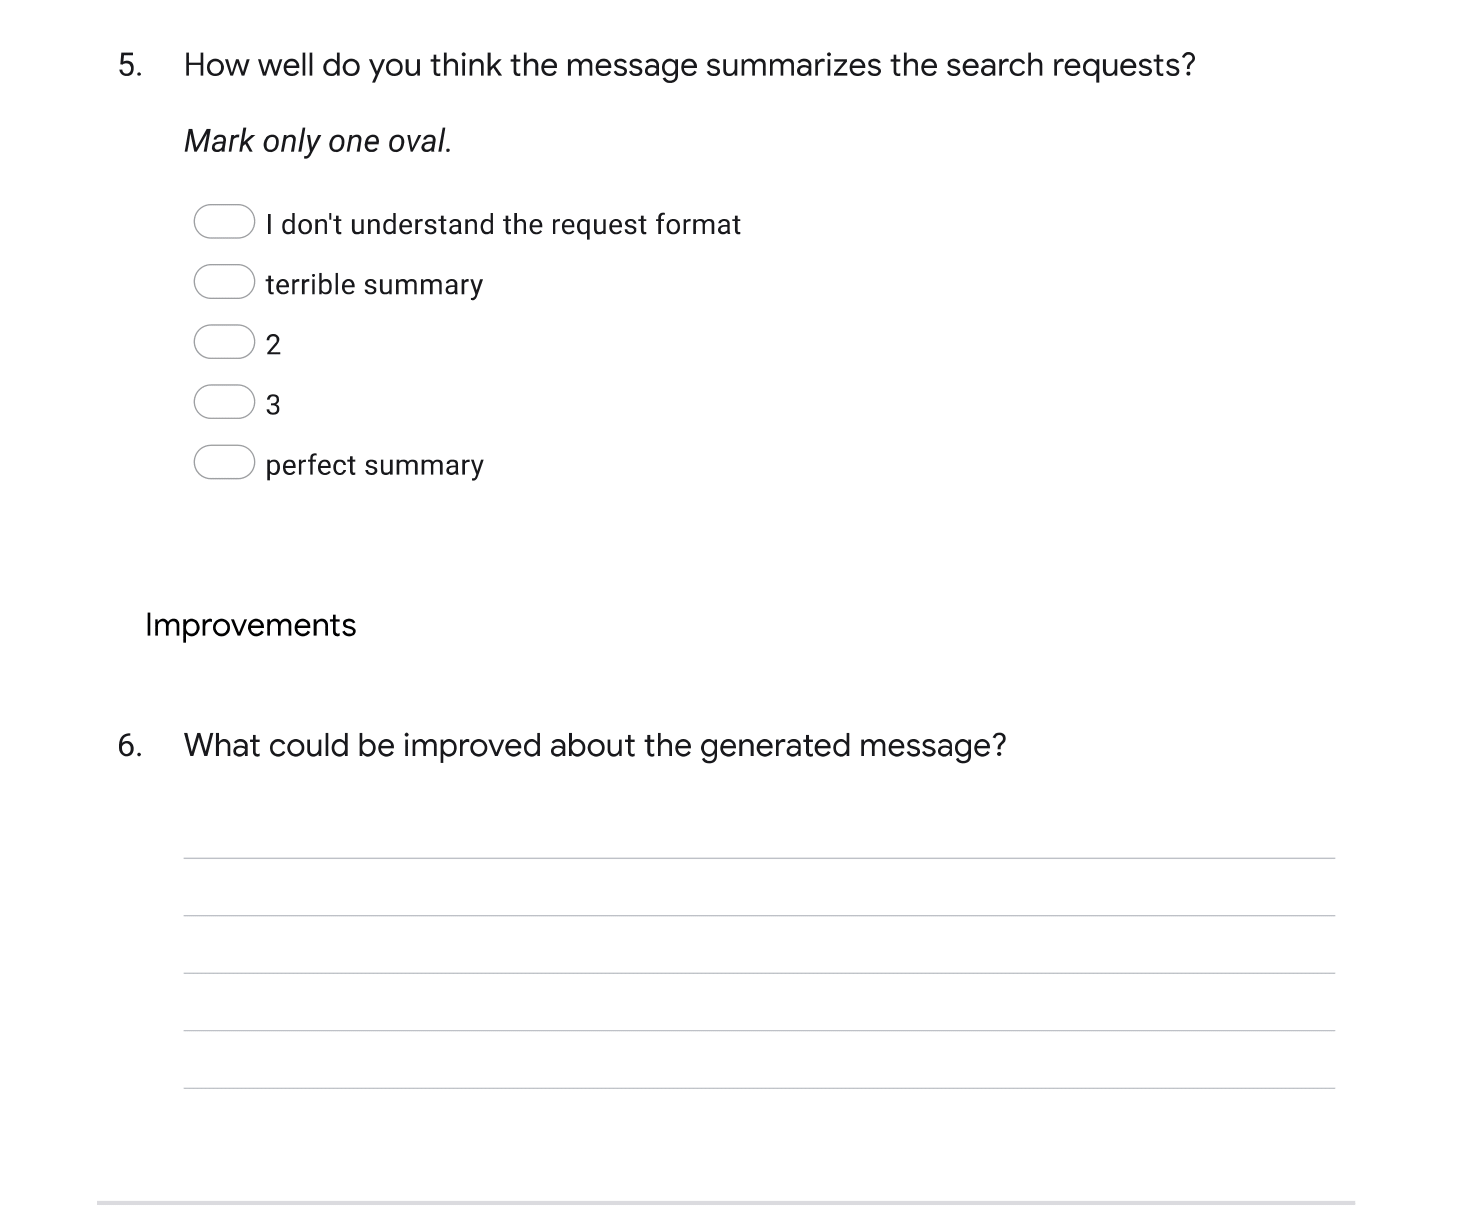 5. How well do you think the message summarizes the search requests?
Mark only one oval.
I don't understand the request format
terrible summary
2
3
perfect summary
Improvements
6. What could be improved about the generated message?